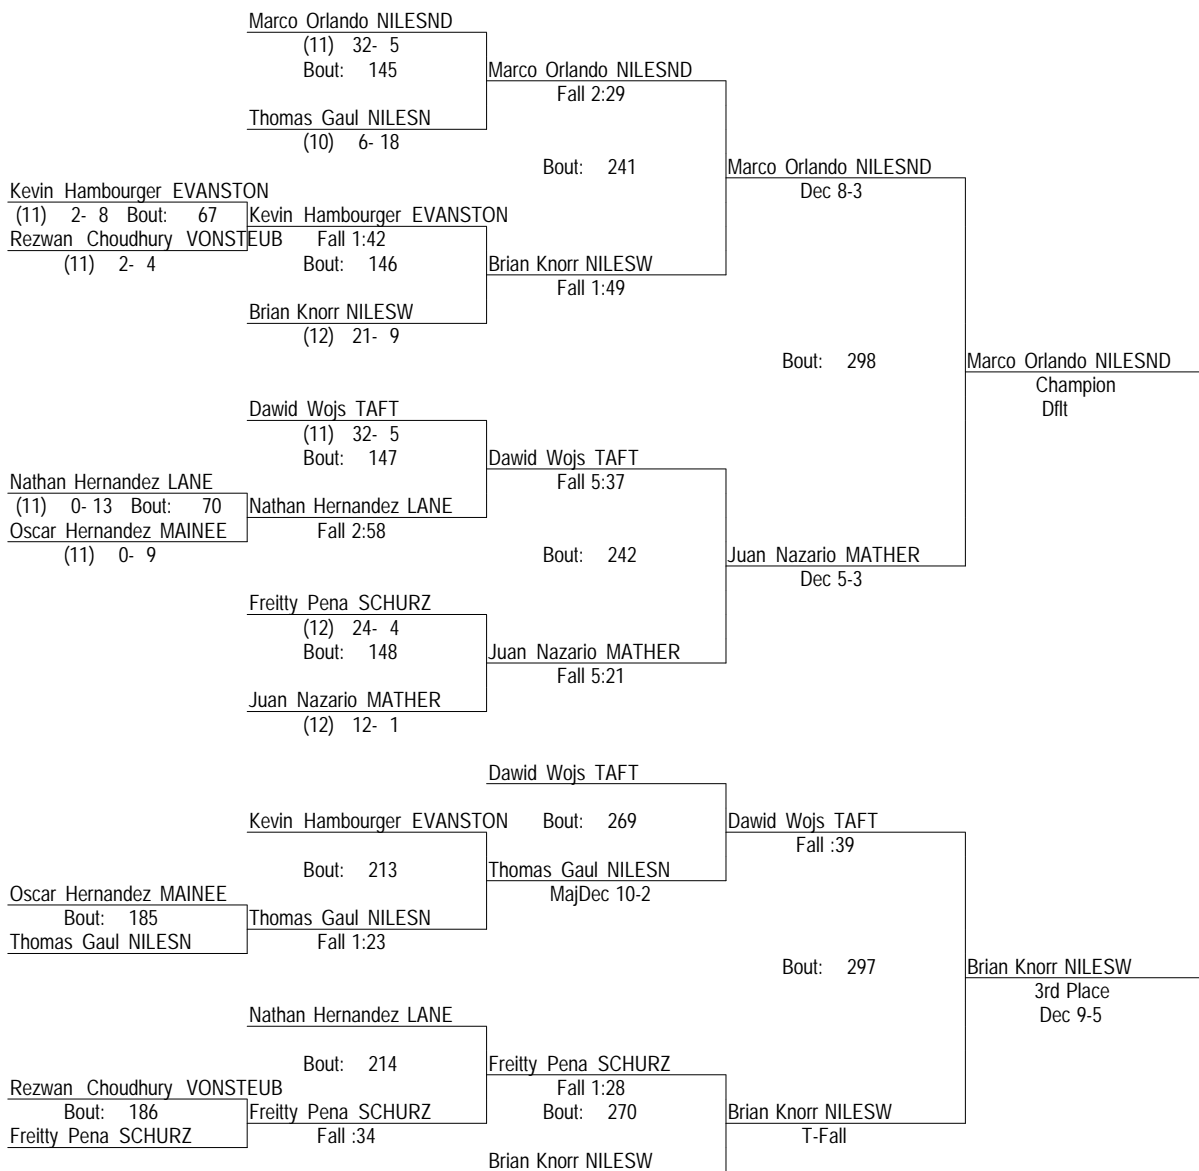 Marco Orlando NILESND
(11) 32- 5
Bout: 145
Marco Orlando NILESND
Fall 2:29
Thomas Gaul NILESN
(10) 6- 18
Bout: 241
Marco Orlando NILESND
Dec 8-3
Kevin Hambourger EVANSTON
(11) 2- 8 Bout: 67
Kevin Hambourger EVANSTON
Rezwan Choudhury VONSTEUB
Fall 1:42
(11) 2- 4
Bout: 146
Brian Knorr NILESW
Fall 1:49
Brian Knorr NILESW
(12) 21- 9
Bout: 298
Marco Orlando NILESND
Champion
Dflt
Dawid Wojs TAFT
(11) 32- 5
Bout: 147
Dawid Wojs TAFT
Fall 5:37
Nathan Hernandez LANE
(11) 0- 13 Bout: 70
Nathan Hernandez LANE
Oscar Hernandez MAINEE
Fall 2:58
(11) 0- 9
Bout: 242
Juan Nazario MATHER
Dec 5-3
Freitty Pena SCHURZ
(12) 24- 4
Bout: 148
Juan Nazario MATHER
Fall 5:21
Juan Nazario MATHER
(12) 12- 1
Dawid Wojs TAFT
Kevin Hambourger EVANSTON
Bout: 269
Dawid Wojs TAFT
Fall :39
Bout: 213
Thomas Gaul NILESN
MajDec 10-2
Oscar Hernandez MAINEE
Bout: 185
Thomas Gaul NILESN
Thomas Gaul NILESN
Fall 1:23
Bout: 297
Brian Knorr NILESW
3rd Place
Dec 9-5
Nathan Hernandez LANE
Bout: 214
Freitty Pena SCHURZ
Fall 1:28
Rezwan Choudhury VONSTEUB
Bout: 186
Freitty Pena SCHURZ
Bout: 270
Brian Knorr NILESW
Freitty Pena SCHURZ
Fall :34
T-Fall
Brian Knorr NILESW